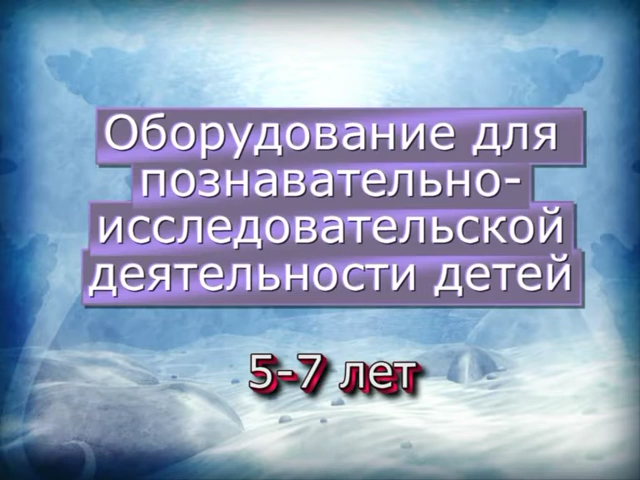 Оборудование для
познавательно-
исследовательской
деятельности детей
5-7 лет